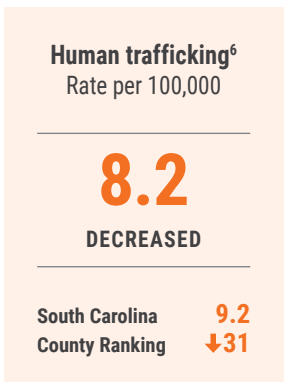 Human trafficking⁶
Rate per 100,000
8.2
DECREASED
South Carolina 9.2
County Ranking ↓31